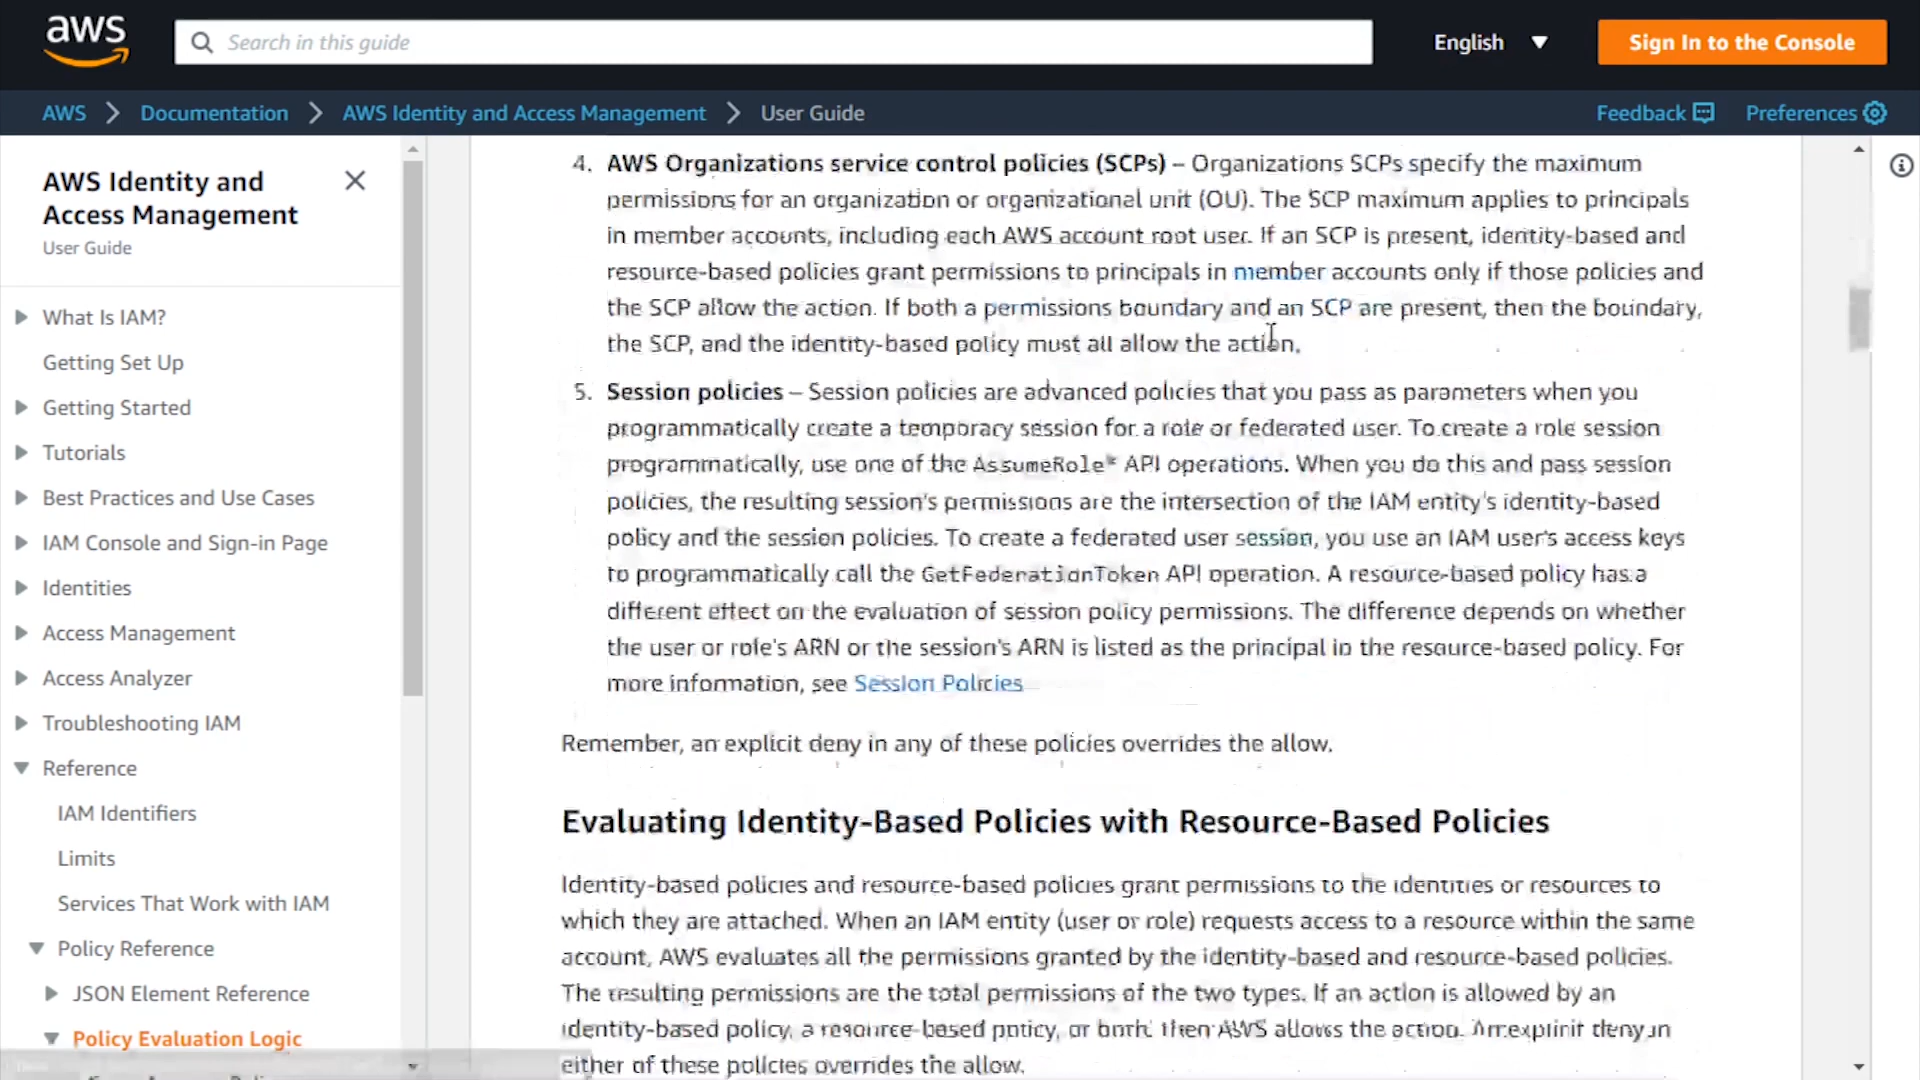 aws
Search in this guide
English
Sign In to the Console
AWS
Documentation
AWS Identity and Access Management
User Guide
Feedback
Preferences
AWS Identity and
Access Management
User Guide
What Is IAM?
Getting Set Up
Getting Started
Tutorials
Best Practices and Use Cases
IAM Console and Sign-in Page
Identities
Access Management
Access Analyzer
Troubleshooting IAM
Reference
IAM Identifiers
Limits
Services That Work with IAM
Policy Reference
JSON Element Reference
Policy Evaluation Logic
4. AWS Organizations service control policies (SCPs) – Organizations SCPs specify the maximum
permissions for an organization or organizational unit (OU). The SCP maximum applies to principals
in member accounts, including each AWS account root user. If an SCP is present, identity-based and
resource-based policies grant permissions to principals in member accounts only if those policies and
the SCP allow the action. If both a permissions boundary and an SCP are present, then the boundary,
the SCP, and the identity-based policy must all allow the action.
5. Session policies – Session policies are advanced policies that you pass as parameters when you
programmatically create a temporary session for a role or federated user. To create a role session
programmatically, use one of the AssumeRole* API operations. When you do this and pass session
policies, the resulting session's permissions are the intersection of the IAM entity's identity-based
policy and the session policies. To create a federated user session, you use an IAM user's access keys
to programmatically call the GetFederationToken API operation. A resource-based policy has a
different effect on the evaluation of session policy permissions. The difference depends on whether
the user or role's ARN or the session's ARN is listed as the principal in the resource-based policy. For
more information, see Session Policies
Remember, an explicit deny in any of these policies overrides the allow.
Evaluating Identity-Based Policies with Resource-Based Policies
Identity-based policies and resource-based policies grant permissions to the identities or resources to
which they are attached. When an IAM entity (user or role) requests access to a resource within the same
account, AWS evaluates all the permissions granted by the identity-based and resource-based policies.
The resulting permissions are the total permissions of the two types. If an action is allowed by an
identity-based policy, a resource-based policy, or both, then AWS allows the action. An explicit deny in
either of these policies overrides the allow.